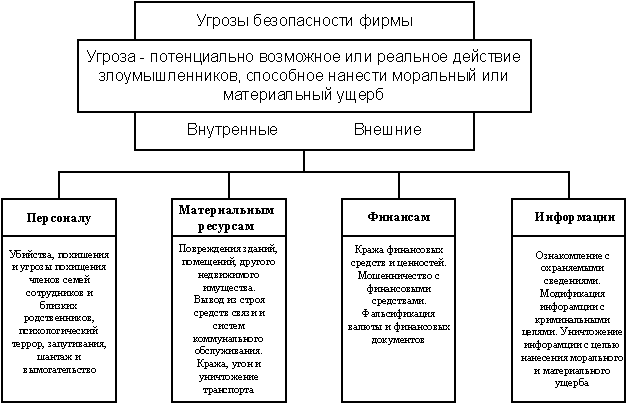 Угрозы безопасности фирмы
Угроза - потенциально возможное или реальное действие
злоумышленников, способное нанести моральный или
материальный ущерб
Внутренные Внешние
Персоналу
Убийства, похищения
и угрозы похищения
членов семей
сотрудников и
близких
родственников,
психологический
террор, запугивания,
шантаж и
вымогательство
Материальным
ресурсам
Повреждения зданий,
помещений, другого
недвижимого
имущества.
Вывод из строя
средств связи и
систем
коммунального
обслуживания.
Кража, угон и
уничтожение
транспорта
Финансам
Кража финансовых
средств и ценностей.
Мошенничество с
финансовыми
средствами.
Фальсификация
валюты и финансовых
документов
Информации
Ознакомление с
охраняемыми
сведениями.
Модификация
инфорамции с
криминальными
целями. Уничтожение
инфорамции с целью
нанесения морального
и материального
ущерба